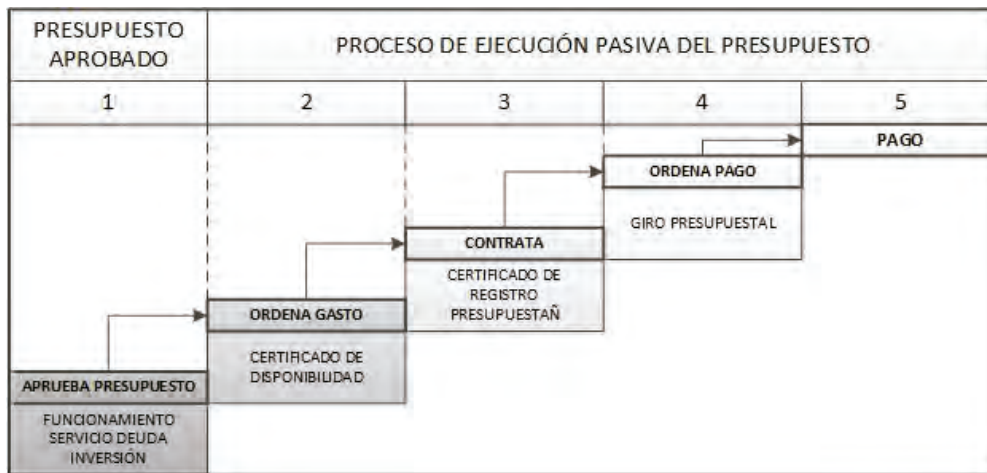 PRESUPUESTO
APROBADO
PROCESO DE EJECUCIÓN PASIVA DEL PRESUPUESTO
1
2
3
4
5
PAGO
ORDENA PAGO
GIRO PRESUPUESTAL
CONTRATA
CERTIFICADO DE
REGISTRO
PRESUPUESTAÑ
ORDENA GASTO
CERTIFICADO DE
DISPONIBILIDAD
APRUEBA PRESUPUESTO
FUNCIONAMIENTO
SERVICIO DEUDA
INVERSIÓN